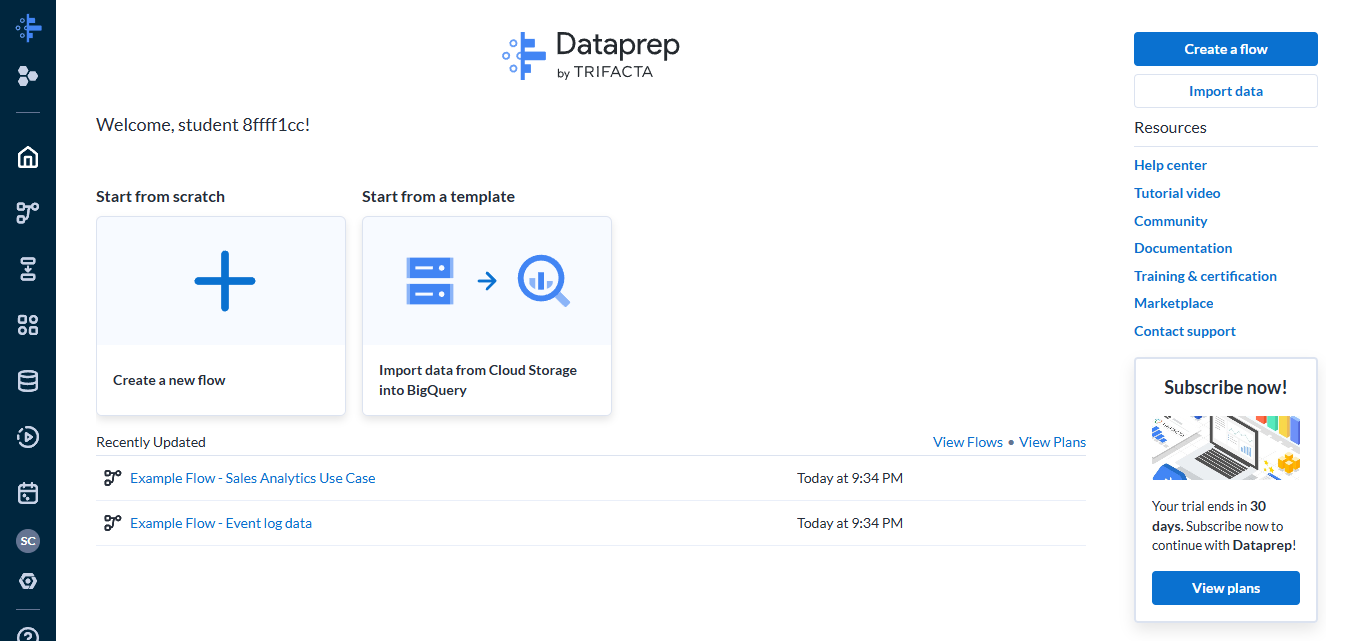 Dataprep
by TRIFACTA
Welcome, student 8ffff1cc!
Start from scratch
Create a new flow
Start from a template
Import data from Cloud Storage
into BigQuery
Recently Updated
View Flows • View Plans
Example Flow - Sales Analytics Use Case
Today at 9:34 PM
Example Flow - Event log data
Today at 9:34 PM
SC
Create a flow
Import data
Resources
Help center
Tutorial video
Community
Documentation
Training & certification
Marketplace
Contact support
Subscribe now!
Your trial ends in 30
days. Subscribe now to
continue with Dataprep!
View plans